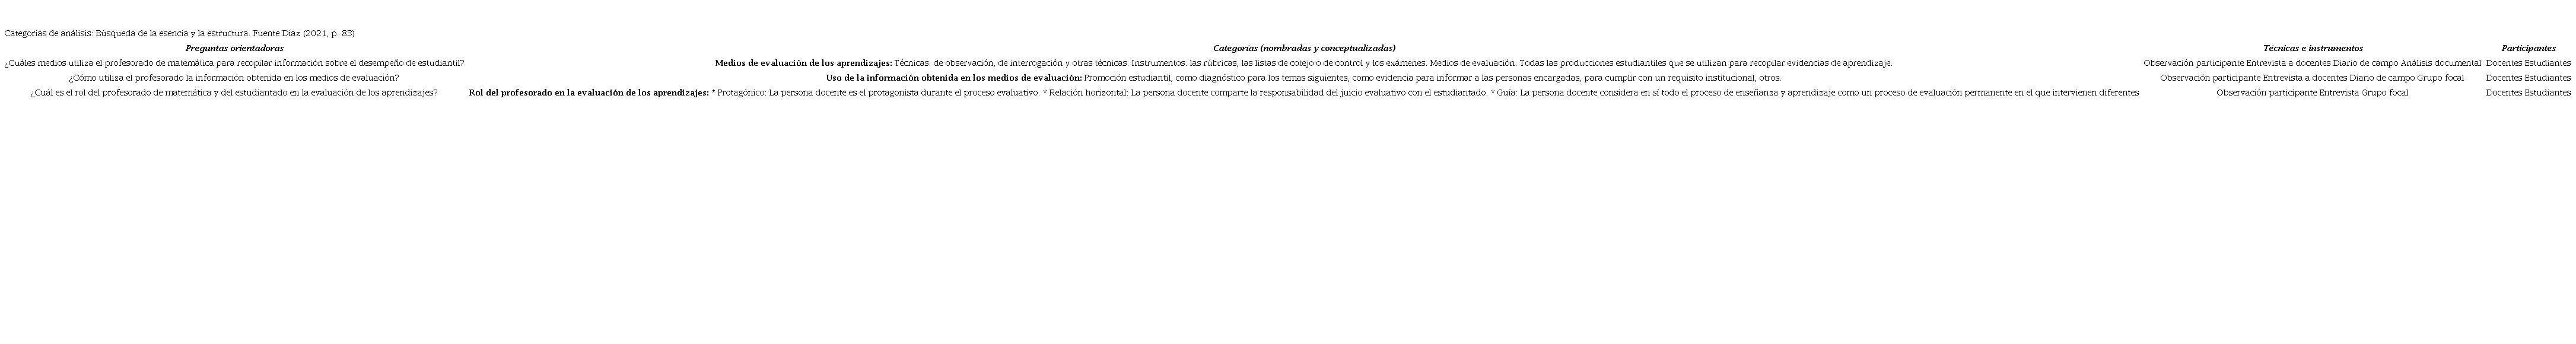 Categorías de análisis: Búsqueda de la esencia y la estructura. Fuente Díaz (2021, p. 83)
Preguntas orientadoras Categorías (nombradas y conceptualizadas) Técnicas e instrumentos Participantes
¿Cuáles medios utiliza el profesorado de matemática para recopilar información sobre el desempeño de estudiantil? Medios de evaluación de los aprendizajes: Técnicas: de observación, de interrogación y otras técnicas. Instrumentos: las rúbricas, las listas de cotejo o de control y los exámenes. Medios de evaluación: Todas las producciones estudiantiles que se utilizan para recopilar evidencias de aprendizaje. Observación participante Entrevista a docentes Diario de campo Análisis documental Docentes Estudiantes
¿Cómo utiliza el profesorado la información obtenida en los medios de evaluación? Uso de la información obtenida en los medios de evaluación: Promoción estudiantil, como diagnóstico para los temas siguientes, como evidencia para informar a las personas encargadas, para cumplir con un requisito institucional, otros. Observación participante Entrevista a docentes Diario de campo Grupo focal Docentes Estudiantes
¿Cuál es el rol del profesorado de matemática y del estudiantado en la evaluación de los aprendizajes? Rol del profesorado en la evaluación de los aprendizajes: * Protagónico: La persona docente es el protagonista durante el proceso evaluativo. * Relación horizontal: La persona docente comparte la responsabilidad del juicio evaluativo con el estudiantado. * Guía: La persona docente considera en sí todo el proceso de enseñanza y aprendizaje como un proceso de evaluación permanente en el que intervienen diferentes Observación participante Entrevista Grupo focal Docentes Estudiantes